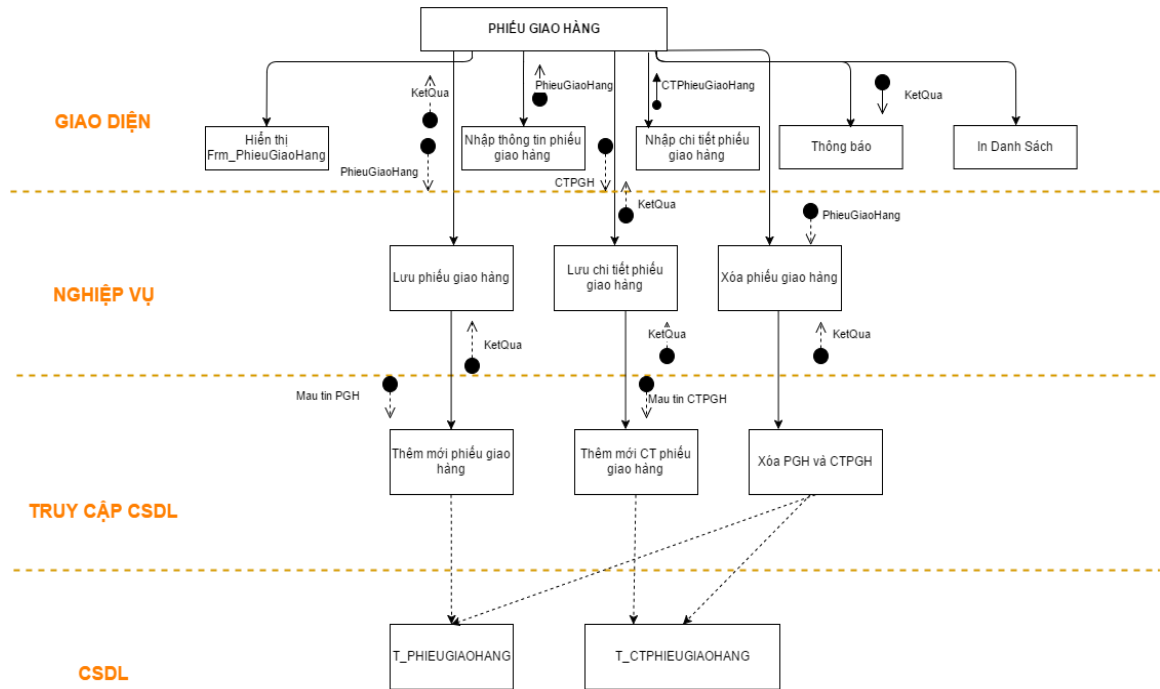 PHIẾU GIAO HÀNG
KetQua
PhieuGiaoHang
CTPhieuGiaoHang
KetQua
GIAO DIỆN
Hiển thị
Frm_PhieuGiaoHang
Nhập thông tin phiếu
giao hàng
Nhập chi tiết phiếu
giao hàng
Thông báo
In Danh Sách
PhieuGiaoHang
CTPGH
KetQua
PhieuGiaoHang
NGHIỆP VỤ
Lưu phiếu giao hàng
Lưu chi tiết phiếu
giao hàng
Xóa phiếu giao hàng
KetQua
KetQua
KetQua
Mau tin PGH
Mau tin CTPGH
TRUY CẬP CSDL
Thêm mới phiếu giao
hàng
Thêm mới CT phiếu
giao hàng
Xóa PGH và CTPGH
CSDL
T_PHIEUGIAOHANG
T_CTPHIEUGIAOHANG